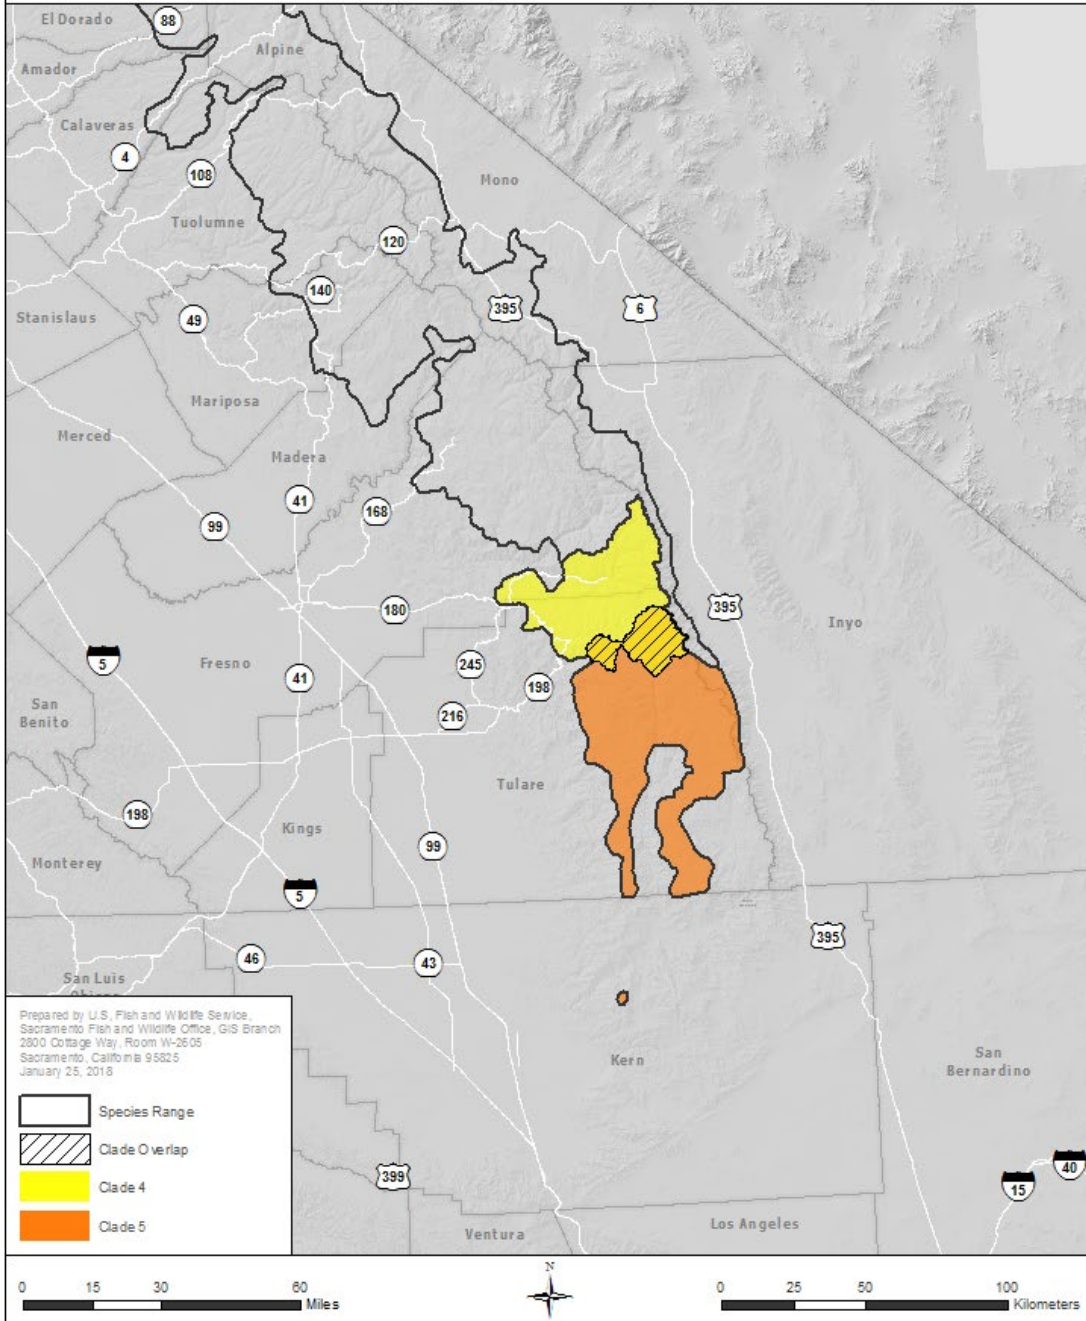 El Dorado
88
Alpine
Amador
Calaveras
4
108
Mono
Tuolumne
120
140
395
6
Stanislaus
49
Mariposa
Merced
Madera
41
168
99
180
395
Inyo
5
Fresno
245
41
198
San
Benito
216
Tulare
198
Kings
99
Monterey
5
395
46
43
San Luis
Obispo
Kern
San
Bernardino
Prepared by U.S. Fish and Wildlife Service,
Sacramento Fish and Wildlife Office, GIS Branch
2800 Cottage Way, Room W-2605
Sacramento, California 95825
January 25, 2018
Species Range
Clade Overlap
Clade 4
Clade 5
399
40
15
Ventura
Los Angeles
N
0 15 30 60
Miles
0 25 50 100
Kilometers